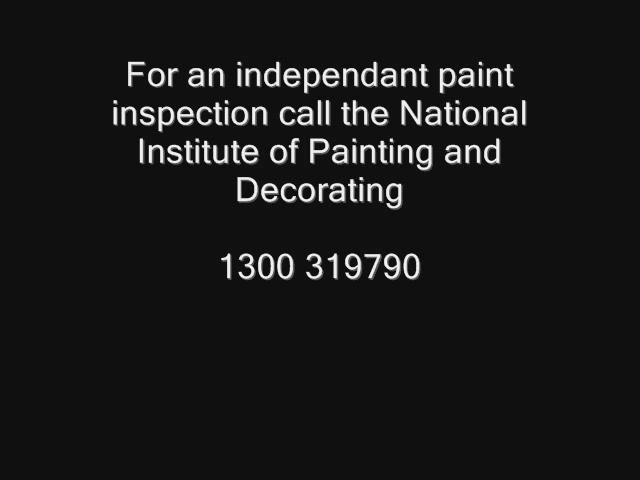 For an independant paint
inspection call the National
Institute of Painting and
Decorating
1300 319790